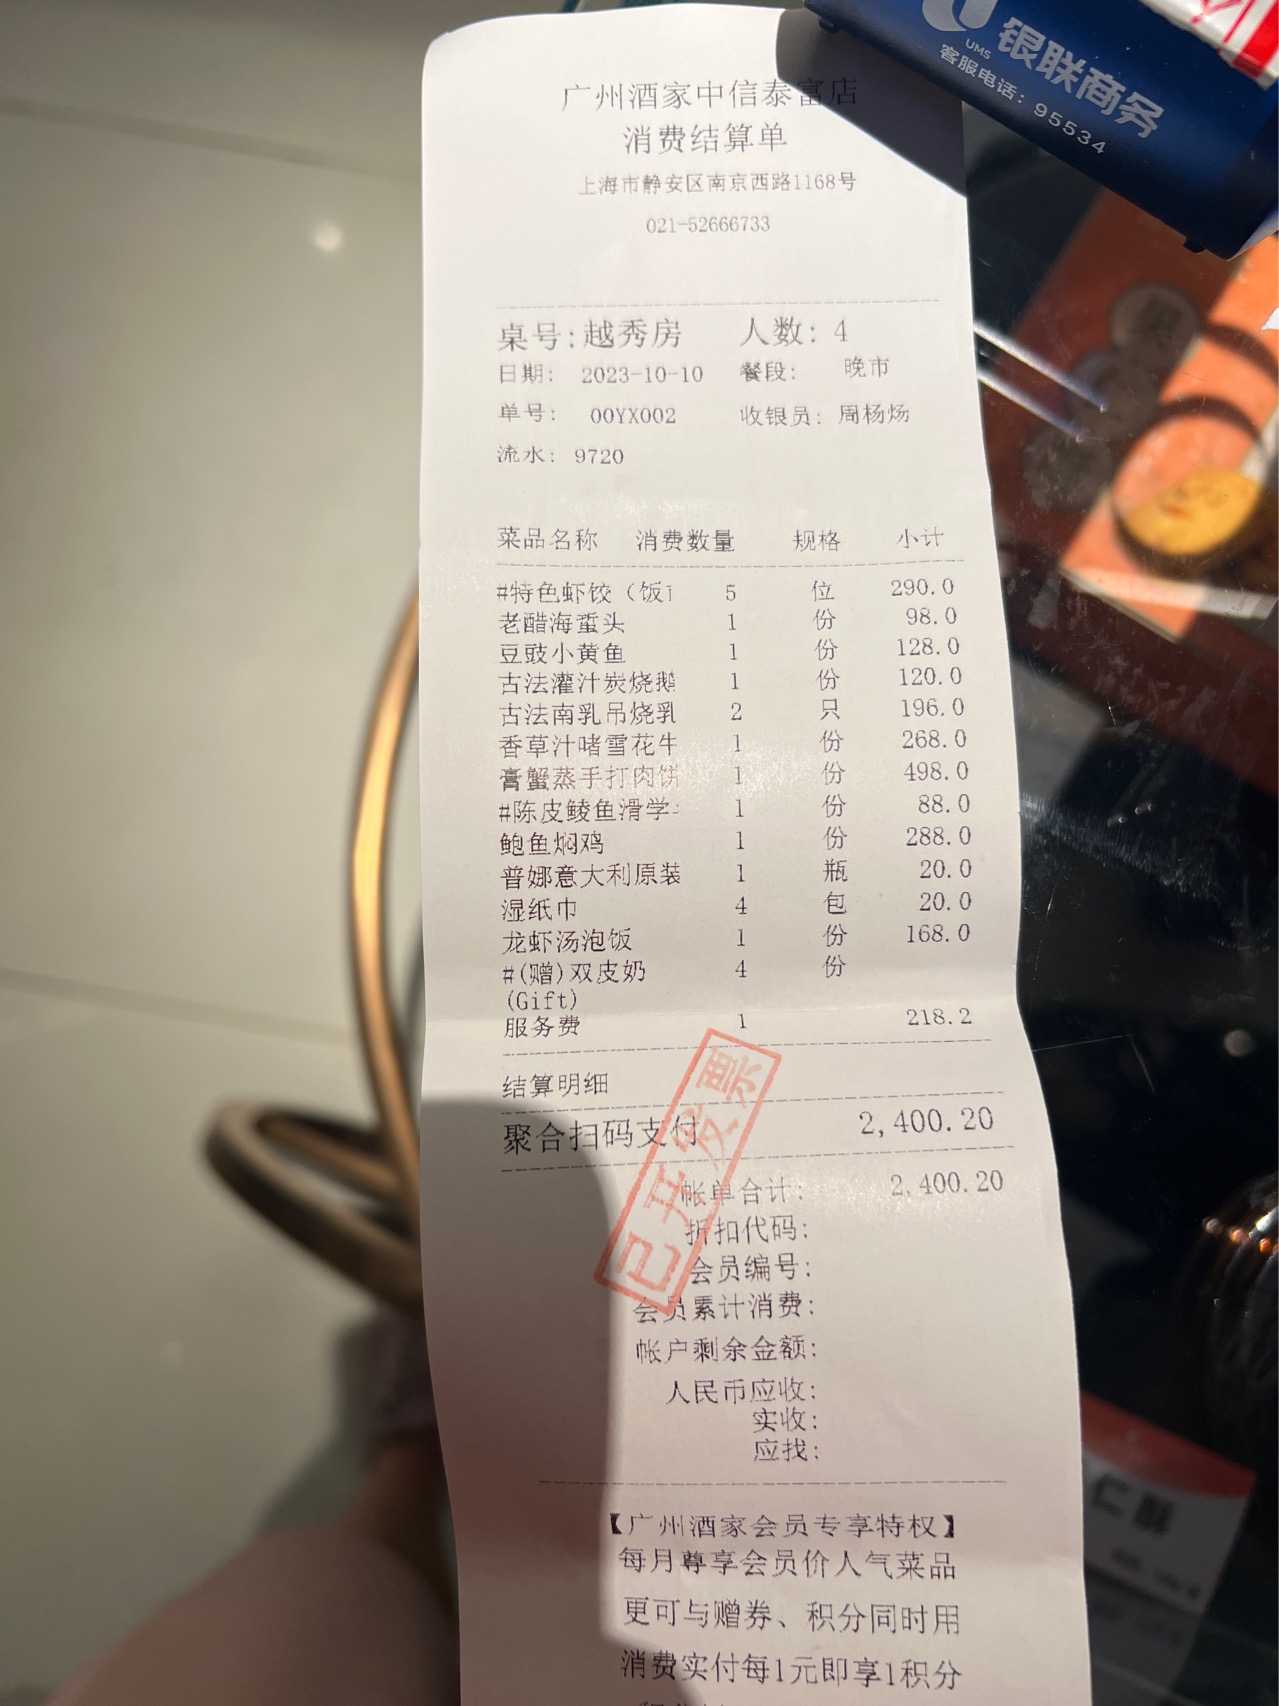 银联商务
UMS
客服电话：95534
广州酒家中信泰富店
消费结算单
上海市静安区南京西路1168号
021-52666733
桌号：越秀房 人数：4
日期： 2023-10-10 餐段： 晚市
单号： 00YX002 收银员：周杨炀
流水：9720
菜品名称 消费数量 规格 小计
#特色虾饺（饭 5 位 290.0
老醋海蜇头 1 份 98.0
豆豉小黄鱼 1 份 128.0
古法灌汁炭烧鹅 1 份 120.0
古法南乳吊烧乳 2 只 196.0
香草汁啫雪花牛 1 份 268.0
膏蟹蒸手打肉饼 1 份 498.0
#陈皮鲮鱼滑学 1 份 88.0
鲍鱼焖鸡 1 份 288.0
普娜意大利原装 1 瓶 20.0
湿纸巾 4 包 20.0
龙虾汤泡饭 1 份 168.0
#(赠)双皮奶 4 份
(Gift)
服务费 1 218.2
结算明细
聚合扫码支付 2,400.20
已开发票
帐单合计： 2,400.20
折扣代码：
会员编号：
会员累计消费：
帐户剩余金额：
人民币应收：
实收：
应找：
【广州酒家会员专享特权】
每月尊享会员价人气菜品
更可与赠券、积分同时用
消费实付每1元即享1积分
仁酥